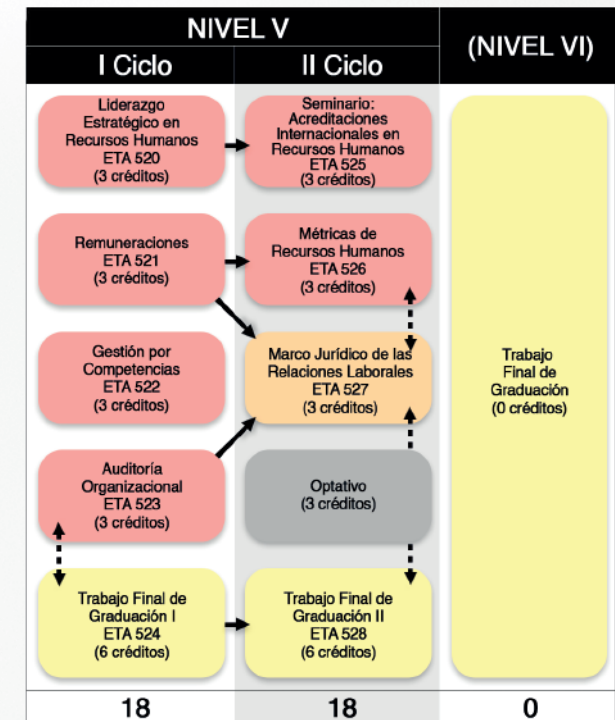 NIVEL V
(NIVEL VI)
I Ciclo
II Ciclo
Liderazgo
Estratégico en
Recursos Humanos
ETA 520
(3 créditos)
Seminario:
Acreditaciones
Internacionales en
Recursos Humanos
ETA 525
(3 créditos)
Remuneraciones
ETA 521
(3 créditos)
Métricas de
Recursos Humanos
ETA 526
(3 créditos)
Gestión por
Competencias
ETA 522
(3 créditos)
Marco Jurídico de las
Relaciones Laborales
ETA 527
(3 créditos)
Trabajo
Final de
Graduación
(0 créditos)
Auditoría
Organizacional
ETA 523
(3 créditos)
Optativo
(3 créditos)
Trabajo Final de
Graduación I
ETA 524
(6 créditos)
Trabajo Final de
Graduación II
ETA 528
(6 créditos)
18
18
0